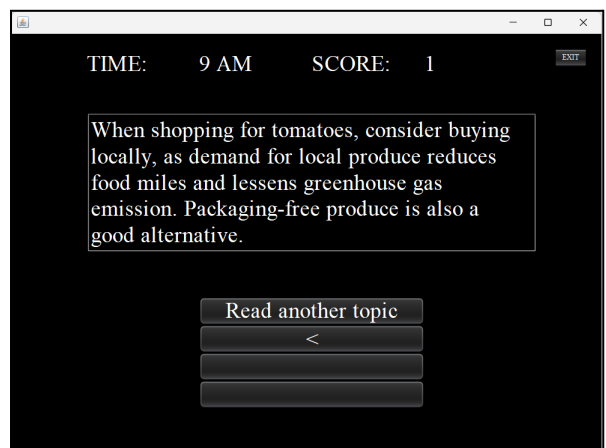 TIME: 9 AM SCORE: 1
EXIT
When shopping for tomatoes, consider buying
locally, as demand for local produce reduces
food miles and lessens greenhouse gas
emission. Packaging-free produce is also a
good alternative.
Read another topic
<